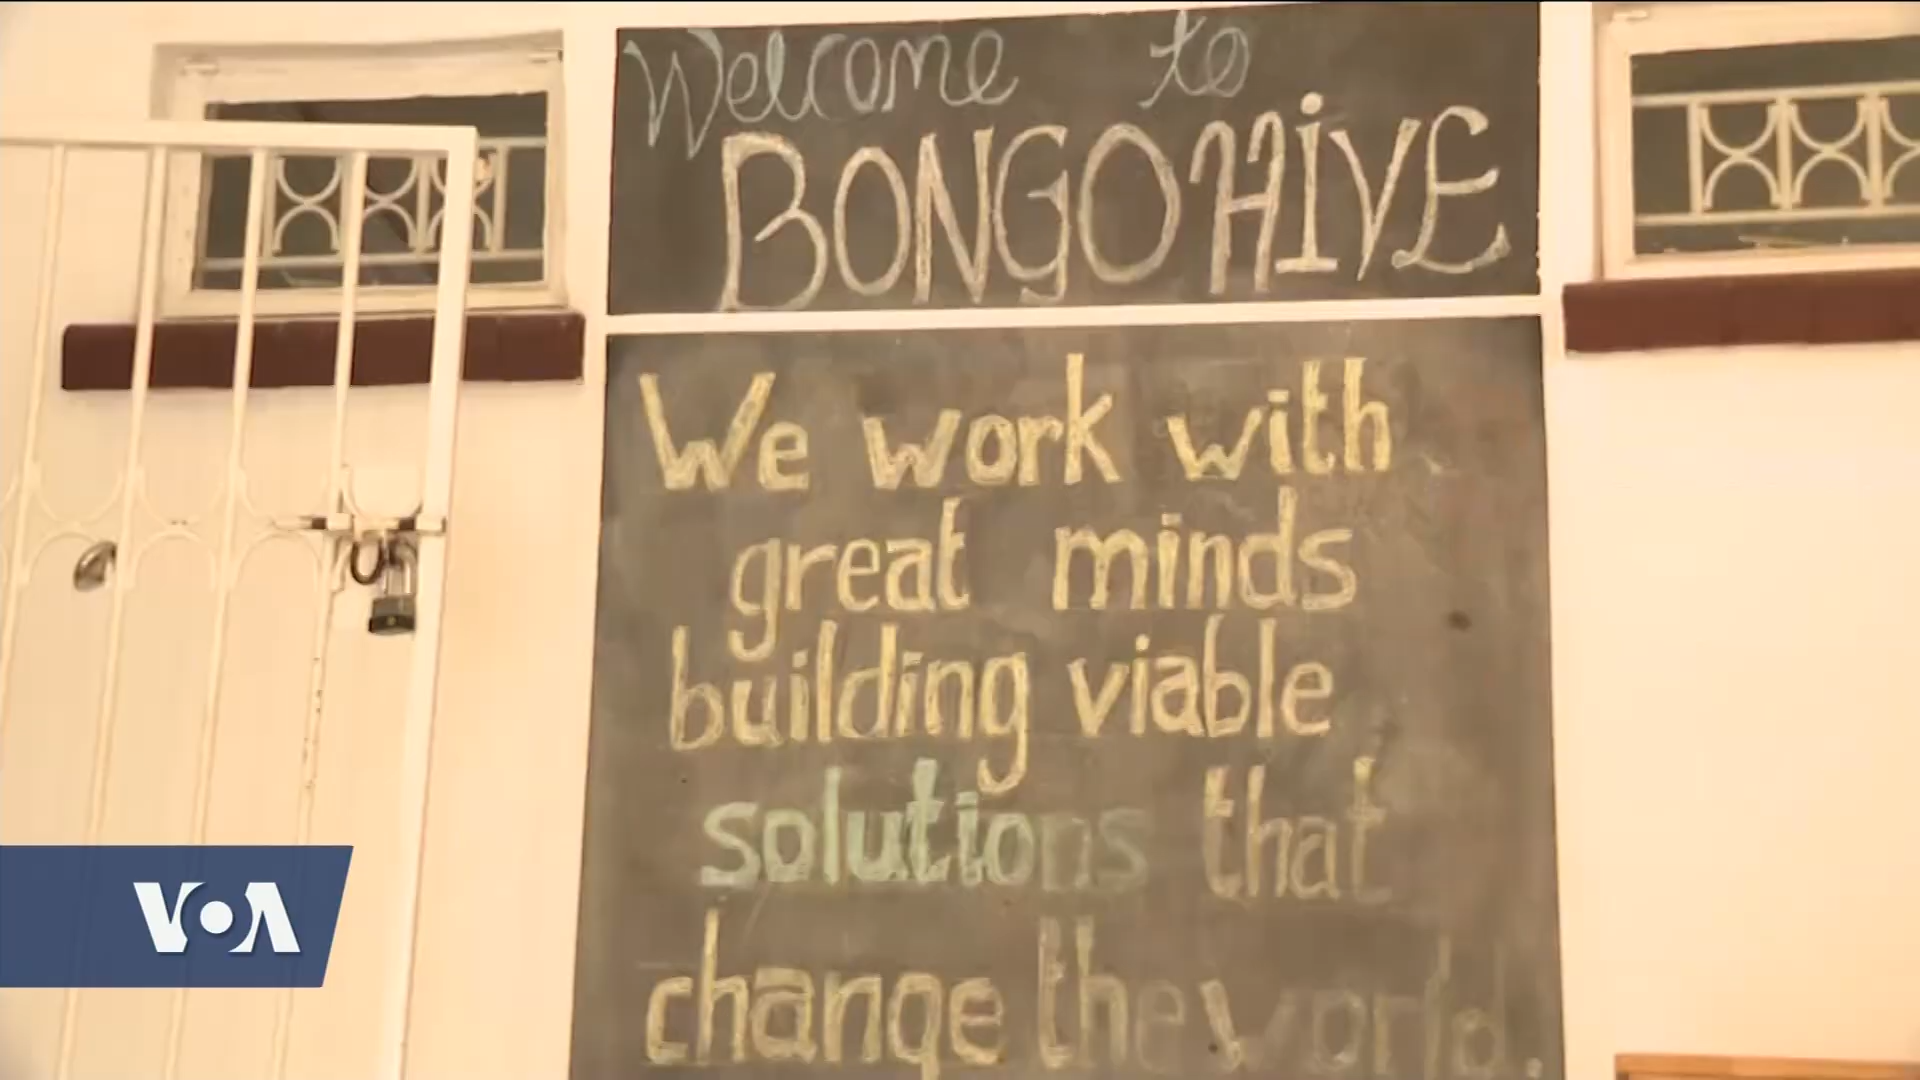 Welcome to
BONGOHiVE
We work with
great minds
building viable
solutions that
change the world.
VOA